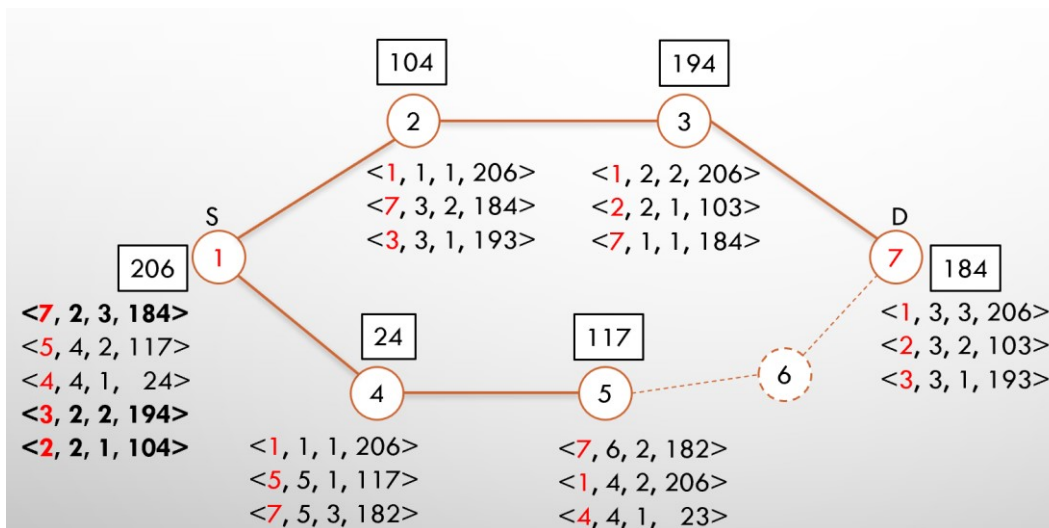 104
194
2
3
<1, 1, 1, 206>
<7, 3, 2, 184>
<3, 3, 1, 193>
<1, 2, 2, 206>
<2, 2, 1, 103>
<7, 1, 1, 184>
S
1
206
<7, 2, 3, 184>
<5, 4, 2, 117>
<4, 4, 1, 24>
<3, 2, 2, 194>
<2, 2, 1, 104>
D
7
184
<1, 3, 3, 206>
<2, 3, 2, 103>
<3, 3, 1, 193>
24
117
4
5
6
<1, 1, 1, 206>
<5, 5, 1, 117>
<7, 5, 3, 182>
<7, 6, 2, 182>
<1, 4, 2, 206>
<4, 4, 1, 23>